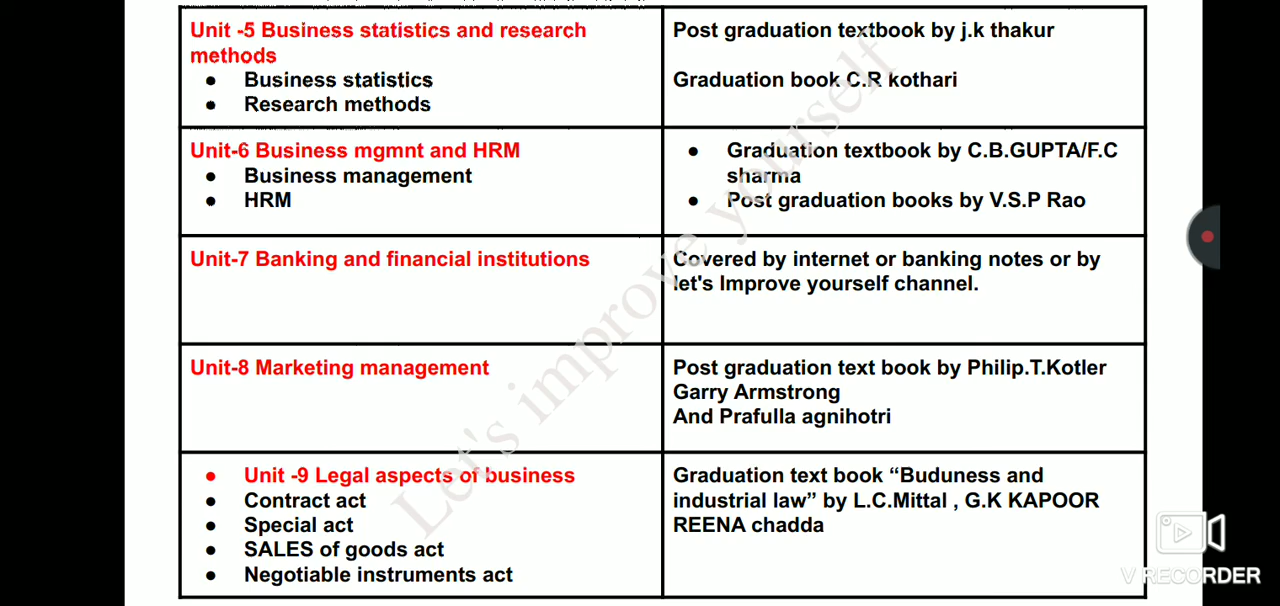 Unit -5 Business statistics and research
methods
● Business statistics
● Research methods
Post graduation textbook by j.k thakur
Graduation book C.R kothari
Unit-6 Business mgmnt and HRM
● Business management
● HRM
● Graduation textbook by C.B.GUPTA/F.C
sharma
● Post graduation books by V.S.P Rao
Unit-7 Banking and financial institutions
Covered by internet or banking notes or by
let's Improve yourself channel.
Unit-8 Marketing management
Post graduation text book by Philip.T.Kotler
Garry Armstrong
And Prafulla agnihotri
● Unit -9 Legal aspects of business
● Contract act
● Special act
● SALES of goods act
● Negotiable instruments act
Graduation text book “Buduness and
industrial law” by L.C.Mittal , G.K KAPOOR
REENA chadda
Let's improve yourself
V RECORDER